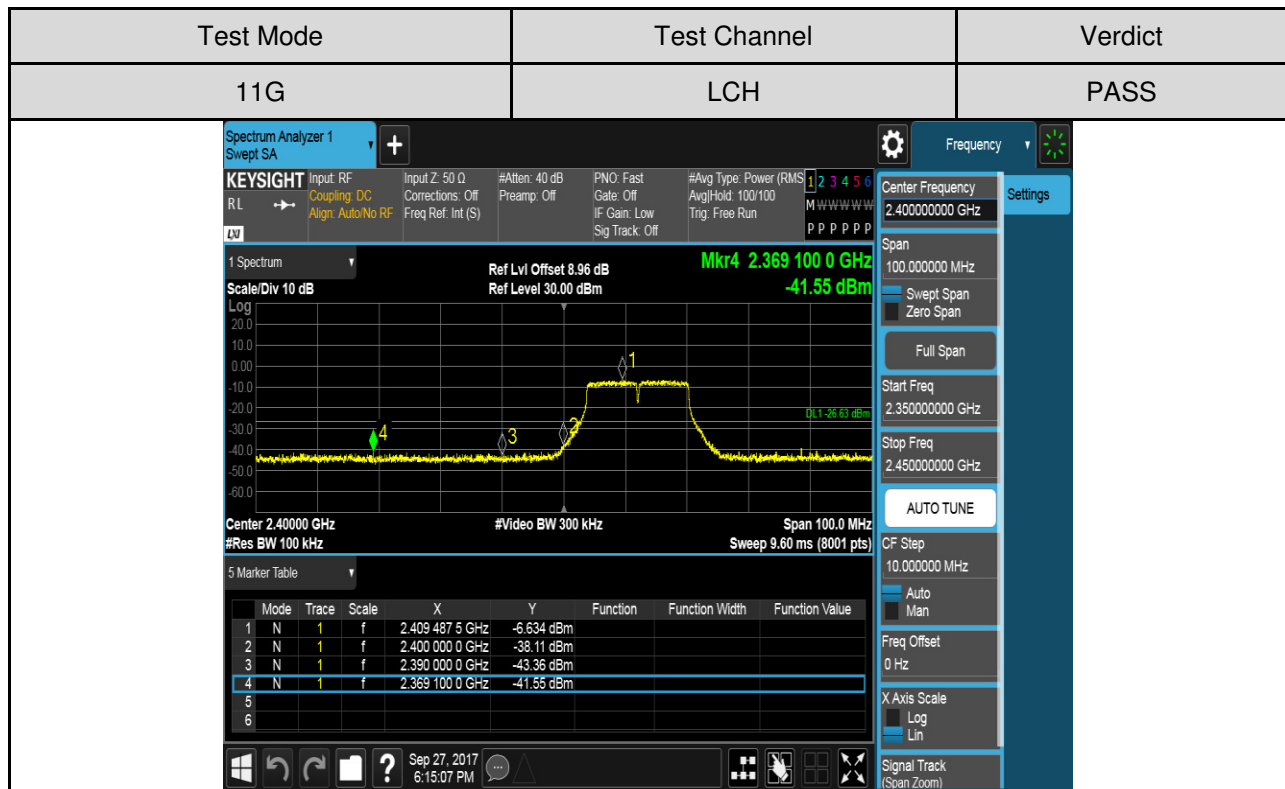 Test Mode Test Channel Verdict
11G LCH PASS
Spectrum Analyzer 1
Swept SA
+
Frequency
KEYSIGHT
RL
LXI
Input: RF
Coupling: DC
Align: Auto/No RF
Input Z: 50 Ω
Corrections: Off
Freq Ref: Int (S)
#Atten: 40 dB
Preamp: Off
PNO: Fast
Gate: Off
IF Gain: Low
Sig Track: Off
#Avg Type: Power (RMS
Avg|Hold: 100/100
Trig: Free Run
1 2 3 4 5 6
M W W W W W
P P P P P P
1 Spectrum
Scale/Div 10 dB
Ref Lvl Offset 8.96 dB
Ref Level 30.00 dBm
Mkr4 2.369 100 0 GHz
-41.55 dBm
Log
20.0
10.0
0.00
-10.0
-20.0
-30.0
-40.0
-50.0
-60.0
1
2
3
4
DL1 -26.63 dBm
Center 2.40000 GHz
#Res BW 100 kHz
#Video BW 300 kHz
Span 100.0 MHz
Sweep 9.60 ms (8001 pts)
5 Marker Table
Mode Trace Scale X Y Function Function Width Function Value
1 N 1 f 2.409 487 5 GHz -6.634 dBm
2 N 1 f 2.400 000 0 GHz -38.11 dBm
3 N 1 f 2.390 000 0 GHz -43.36 dBm
4 N 1 f 2.369 100 0 GHz -41.55 dBm
5
6
?
Sep 27, 2017
6:15:07 PM
Center Frequency
2.400000000 GHz
Settings
Span
100.000000 MHz
Swept Span
Zero Span
Full Span
Start Freq
2.350000000 GHz
Stop Freq
2.450000000 GHz
AUTO TUNE
CF Step
10.000000 MHz
Auto
Man
Freq Offset
0 Hz
X Axis Scale
Log
Lin
Signal Track
(Span Zoom)